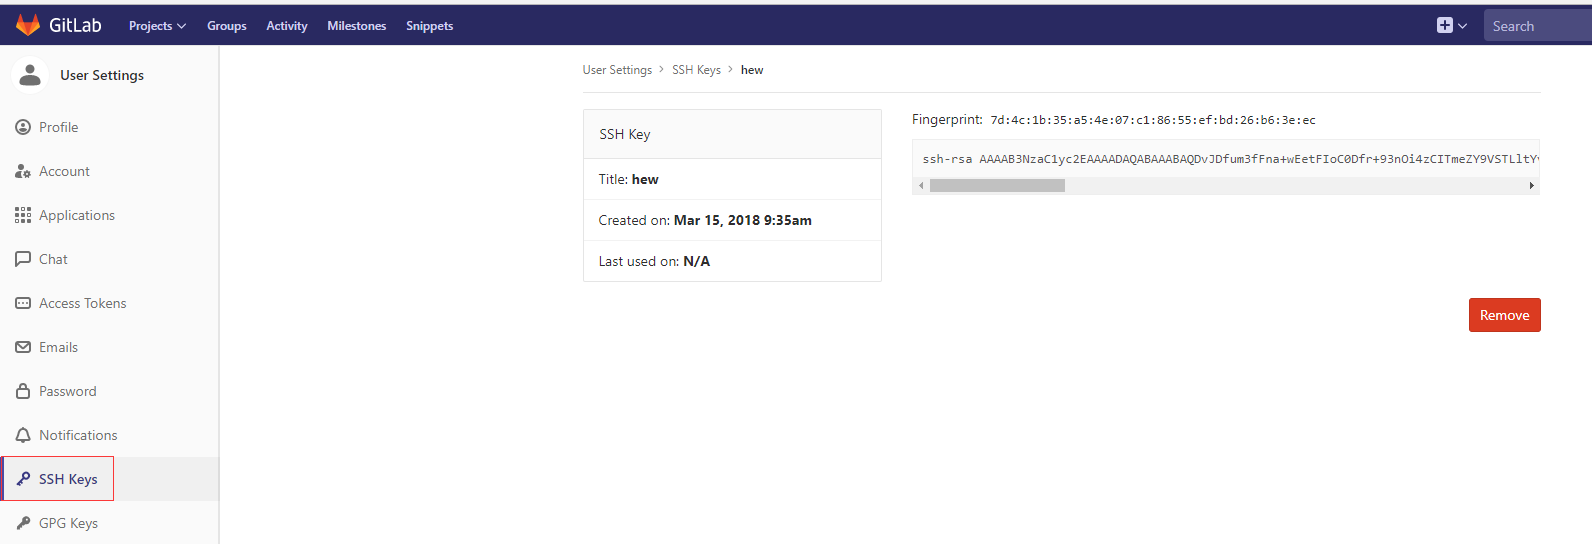 GitLab Projects Groups Activity Milestones Snippets Search
User Settings
Profile
Account
Applications
Chat
Access Tokens
Emails
Password
Notifications
SSH Keys
GPG Keys
User Settings > SSH Keys > hew
SSH Key
Title: hew
Created on: Mar 15, 2018 9:35am
Last used on: N/A
Fingerprint: 7d:4c:1b:35:a5:4e:07:c1:86:55:ef:bd:26:b6:3e:ec
ssh-rsa AAAAB3NzaC1yc2EAAAADAQABAAABAQDvJDfum3fFna+wEetFIoC0Dfr+93nOi4zCITmeZY9VSTLltY
Remove